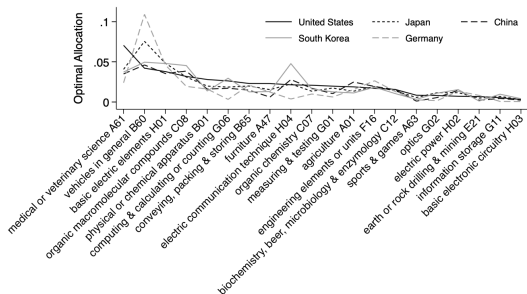 .1
.05
0
Optimal Allocation
United States
Japan
China
South Korea
Germany
medical or veterinary science A61
vehicles in general B60
basic electric elements H01
organic macromolecular compounds C08
physical or chemical apparatus B01
computing & calculating or counting G06
conveying, packing & storing B65
furniture A47
electric communication technique H04
organic chemistry C07
measuring & testing G01
agriculture A01
engineering elements or units F16
biochemistry, beer, microbiology & enzymology C12
sports & games A63
optics G02
electric power H02
earth or rock drilling & mining E21
information storage G11
basic electronic circuitry H03